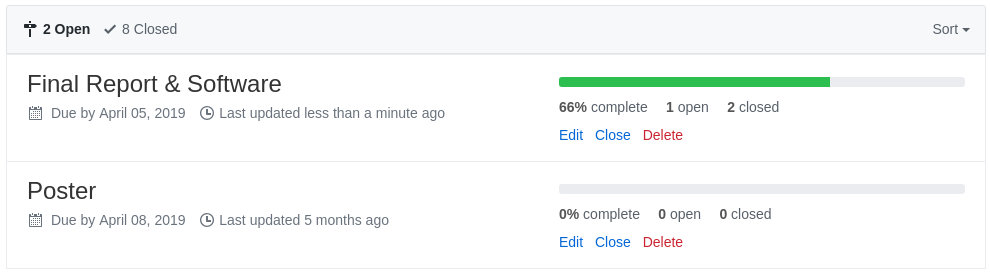 2 Open 8 Closed Sort
Final Report & Software
Due by April 05, 2019 Last updated less than a minute ago
66% complete 1 open 2 closed
Edit Close Delete
Poster
Due by April 08, 2019 Last updated 5 months ago
0% complete 0 open 0 closed
Edit Close Delete